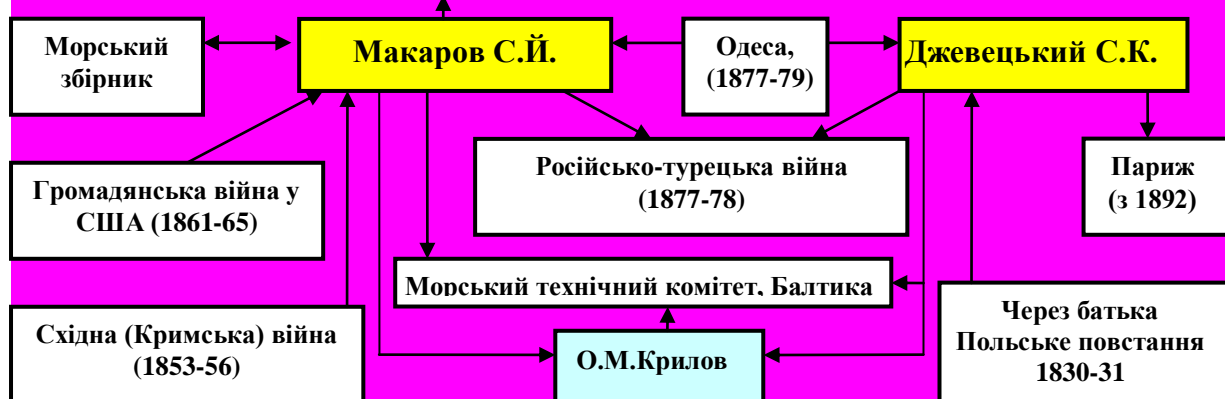 Морський
збірник
Макаров С.Й.
Одеса,
(1877-79)
Джевецький С.К.
Громадянська війна у
США (1861-65)
Російсько-турецька війна
(1877-78)
Париж
(з 1892)
Морський технічний комітет, Балтика
Східна (Кримська) війна
(1853-56)
О.М.Крилов
Через батька
Польське повстання
1830-31